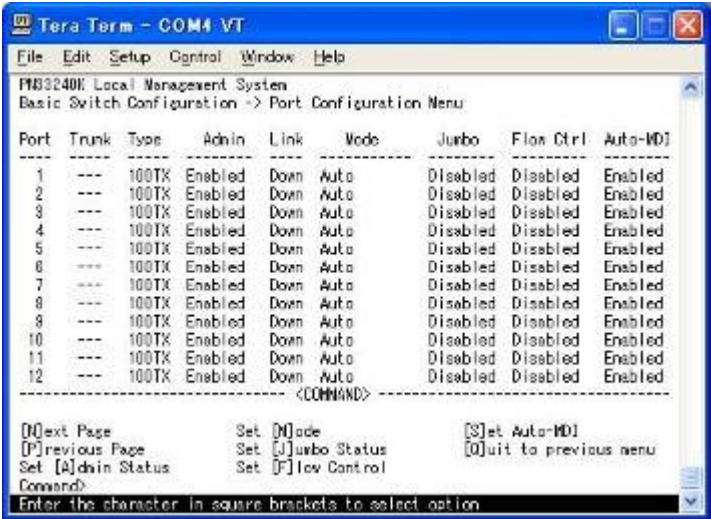 Tera Term - COM4 VT
File Edit Setup Control Window Help
PN83240K Local Management System
Basic Switch Configuration -> Port Configuration Menu
Port Trunk Type Admin Link Mode Jumbo Flow Ctrl Auto-MDI
---- ----- ----- -------- ---- ------------ -------- --------- --------
1 --- 100TX Enabled Down Auto Disabled Disabled Enabled
2 --- 100TX Enabled Down Auto Disabled Disabled Enabled
3 --- 100TX Enabled Down Auto Disabled Disabled Enabled
4 --- 100TX Enabled Down Auto Disabled Disabled Enabled
5 --- 100TX Enabled Down Auto Disabled Disabled Enabled
6 --- 100TX Enabled Down Auto Disabled Disabled Enabled
7 --- 100TX Enabled Down Auto Disabled Disabled Enabled
8 --- 100TX Enabled Down Auto Disabled Disabled Enabled
9 --- 100TX Enabled Down Auto Disabled Disabled Enabled
10 --- 100TX Enabled Down Auto Disabled Disabled Enabled
11 --- 100TX Enabled Down Auto Disabled Disabled Enabled
12 --- 100TX Enabled Down Auto Disabled Disabled Enabled
---------------------------- <COMMAND> ----------------------------
[N]ext Page Set [M]ode [S]et Auto-MDI
[P]revious Page Set [J]umbo Status [Q]uit to previous menu
Set [A]dmin Status Set [F]low Control
Command>
Enter the character in square brackets to select option